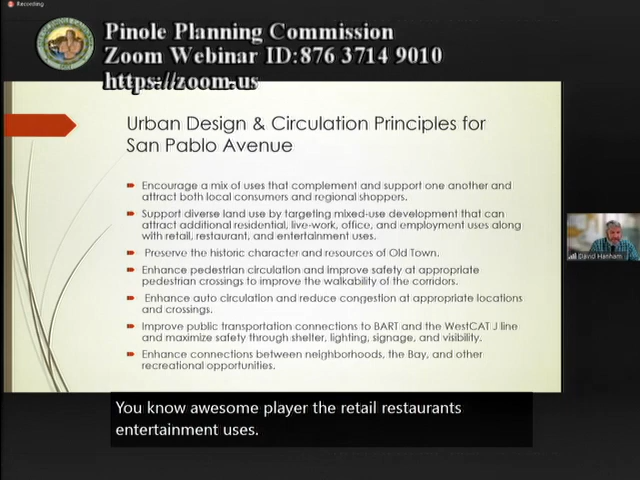 Recording
Pinole Planning Commission
Zoom Webinar ID:876 3714 9010
https://zoom.us
Urban Design & Circulation Principles for
San Pablo Avenue
Encourage a mix of uses that complement and support one another and
attract both local consumers and regional shoppers.
Support diverse land use by targeting mixed-use development that can
attract additional residential, live-work, office, and employment uses along
with retail, restaurant, and entertainment uses.
Preserve the historic character and resources of Old Town.
Enhance pedestrian circulation and improve safety at appropriate
pedestrian crossings to improve the walkability of the corridors.
Enhance auto circulation and reduce congestion at appropriate locations
and crossings.
Improve public transportation connections to BART and the WestCAT J line
and maximize safety through shelter, lighting, signage, and visibility.
Enhance connections between neighborhoods, the Bay, and other
recreational opportunities.
David Hanham
You know awesome player the retail restaurants
entertainment uses.